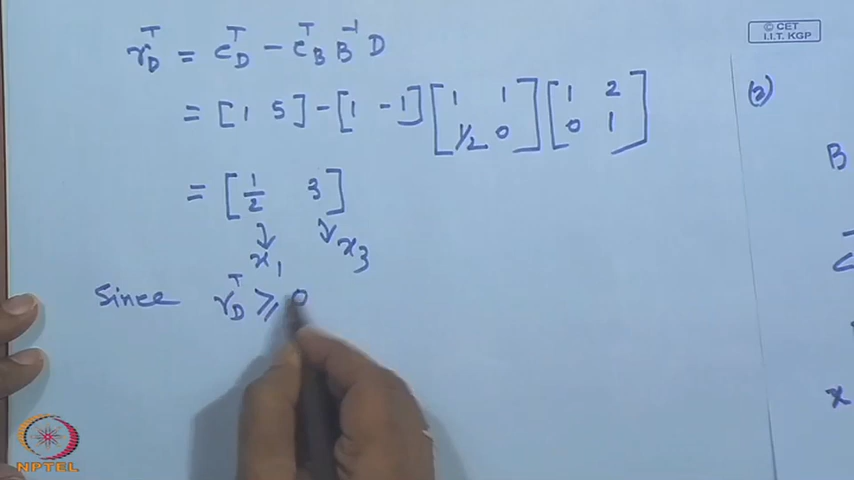 © CET
I.I.T. KGP
r_D^T = c_D^T - c_B^T B^{-1} D
= [1 5] - [1 -1] [1 1; 1/2 0] [1 2; 0 1]
= [1/2 3]
↓ x_1 ↓ x_3
Since r_D^T ≥ 0
(2)
B
x
NPTEL